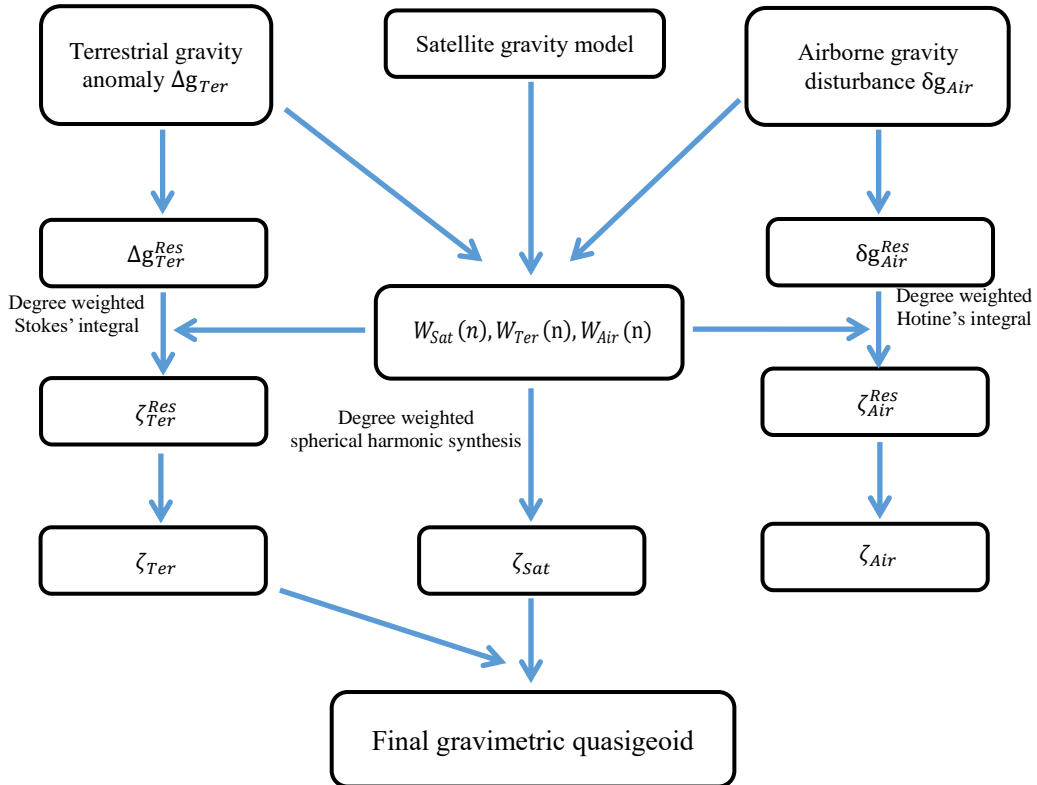 Terrestrial gravity
anomaly Δg_Ter
Satellite gravity model
Airborne gravity
disturbance δg_Air
Δg_Ter^Res
δg_Air^Res
Degree weighted
Stokes’ integral
W_Sat (n), W_Ter (n), W_Air (n)
Degree weighted
Hotine’s integral
ζ_Ter^Res
Degree weighted
spherical harmonic synthesis
ζ_Air^Res
ζ_Ter
ζ_Sat
ζ_Air
Final gravimetric quasigeoid